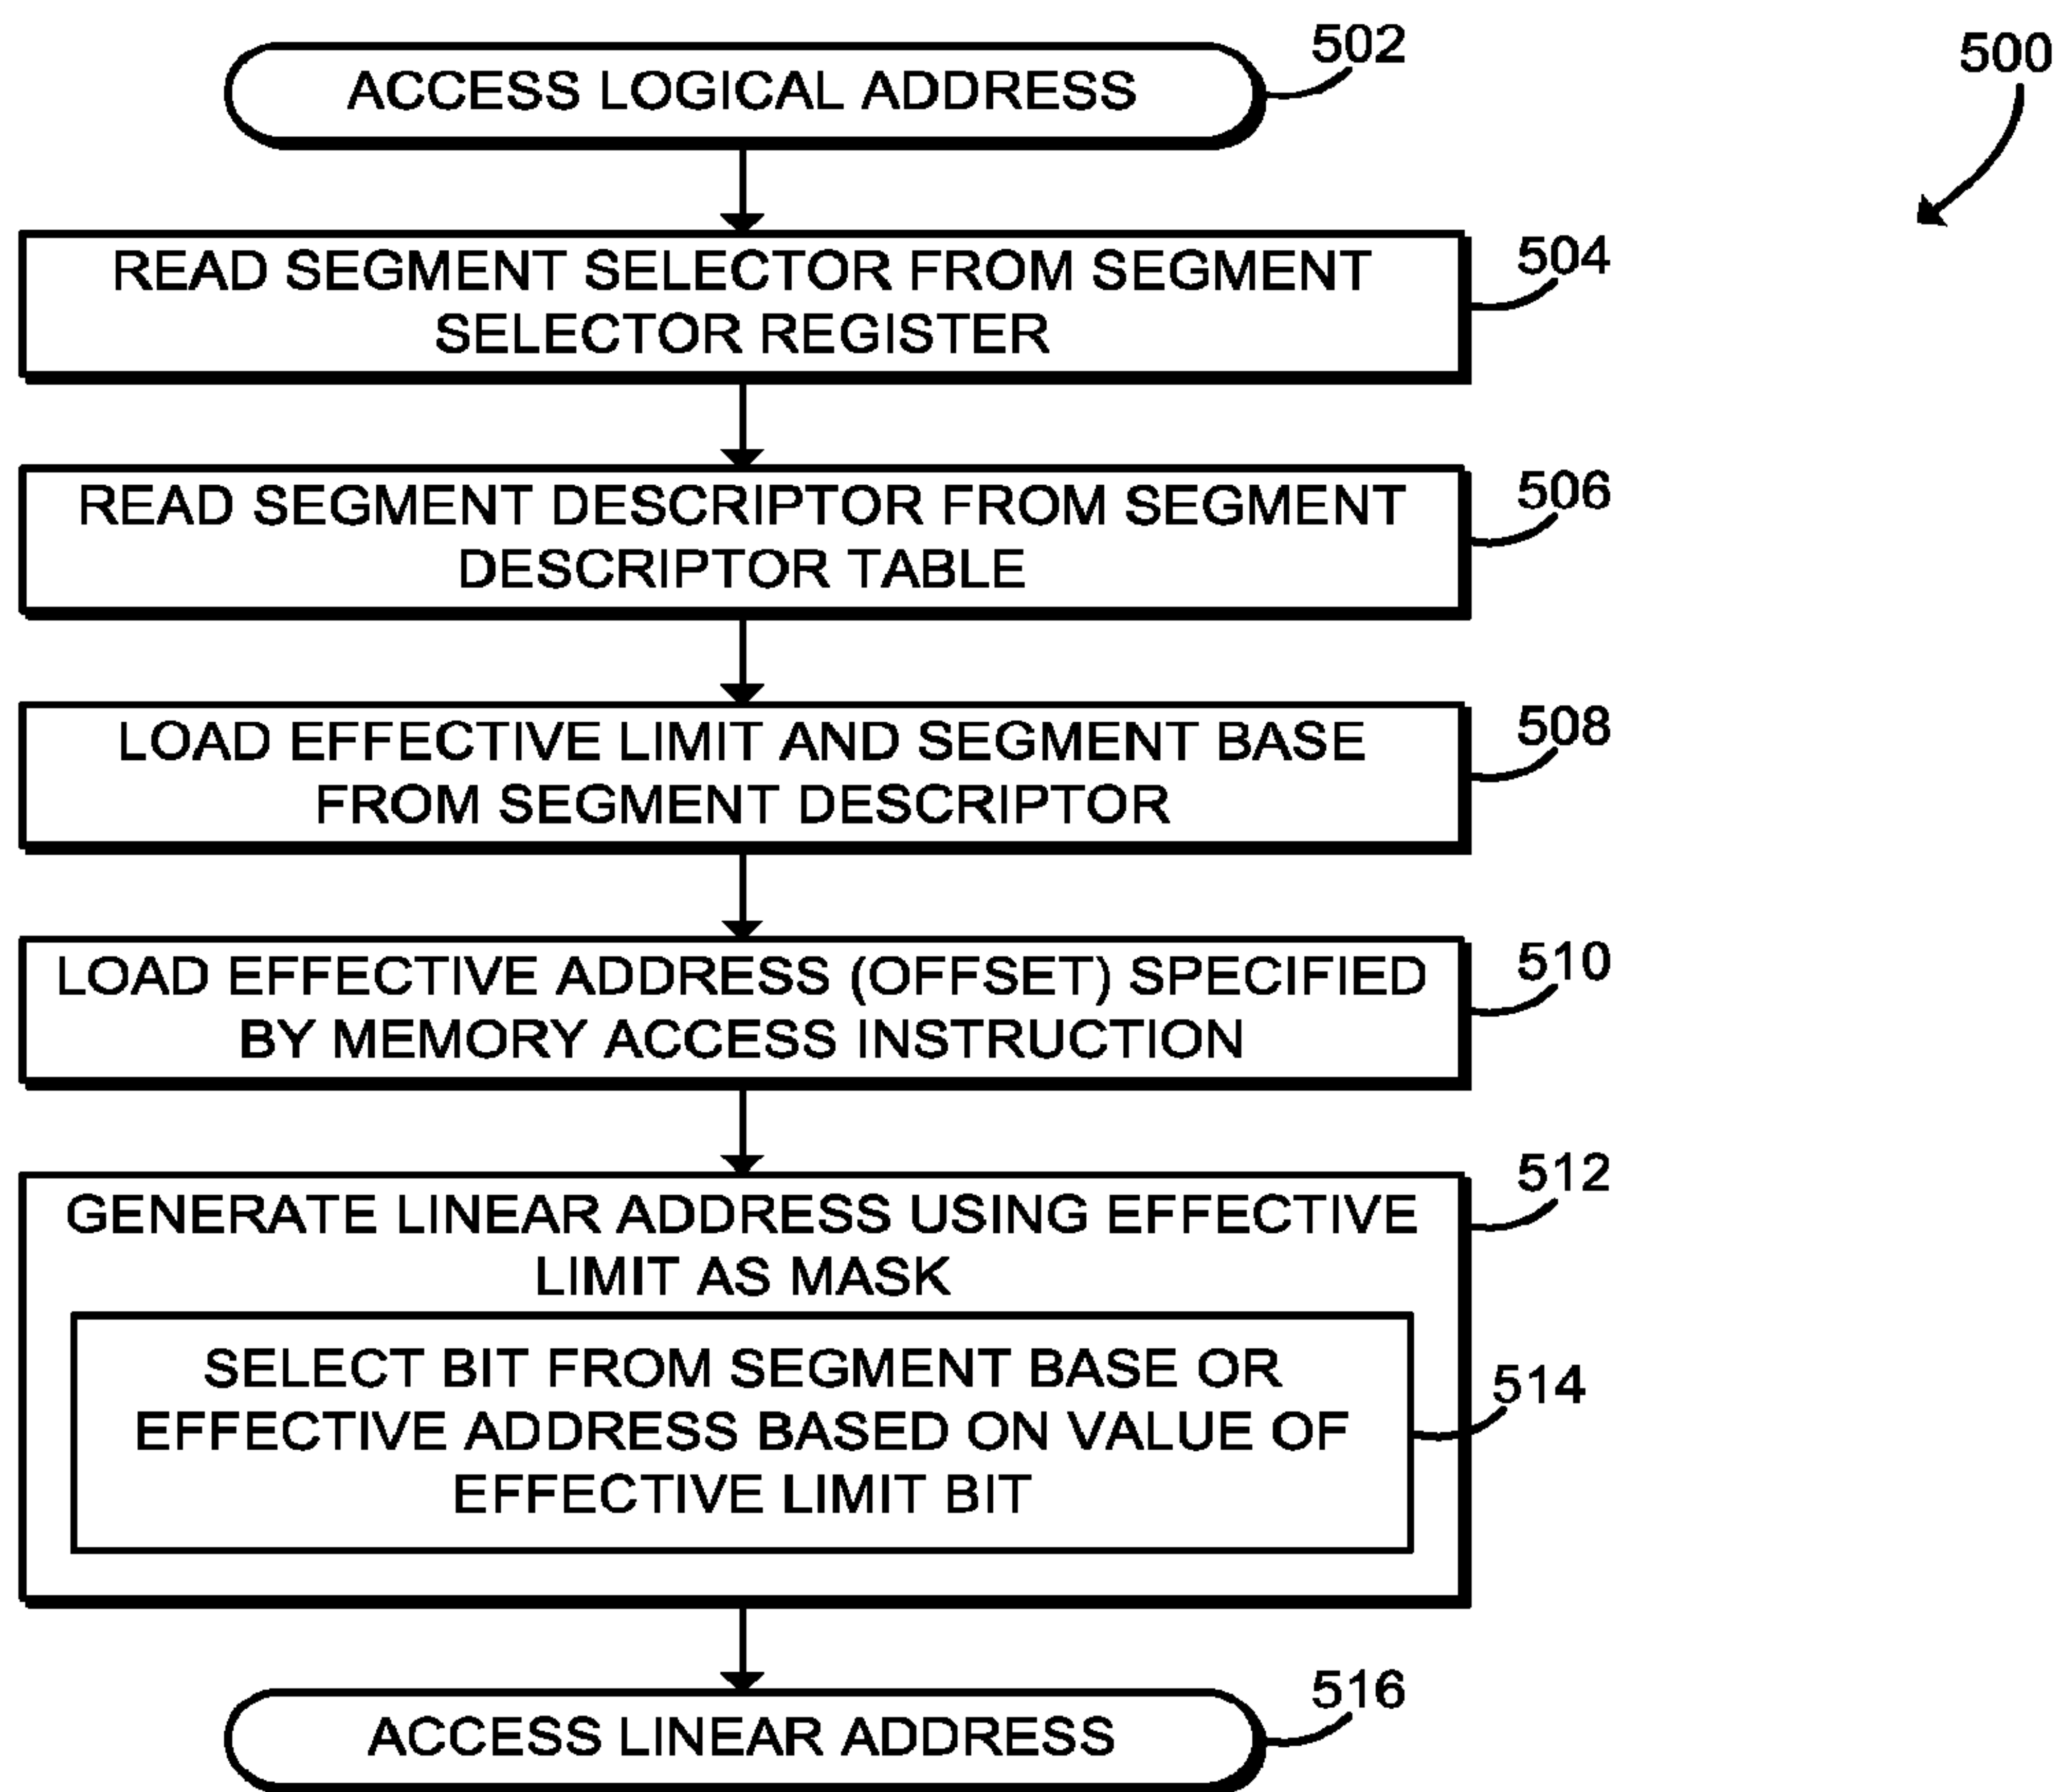 ACCESS LOGICAL ADDRESS
502
500
READ SEGMENT SELECTOR FROM SEGMENT
SELECTOR REGISTER
504
READ SEGMENT DESCRIPTOR FROM SEGMENT
DESCRIPTOR TABLE
506
LOAD EFFECTIVE LIMIT AND SEGMENT BASE
FROM SEGMENT DESCRIPTOR
508
LOAD EFFECTIVE ADDRESS (OFFSET) SPECIFIED
BY MEMORY ACCESS INSTRUCTION
510
GENERATE LINEAR ADDRESS USING EFFECTIVE
LIMIT AS MASK
512
SELECT BIT FROM SEGMENT BASE OR
EFFECTIVE ADDRESS BASED ON VALUE OF
EFFECTIVE LIMIT BIT
514
ACCESS LINEAR ADDRESS
516